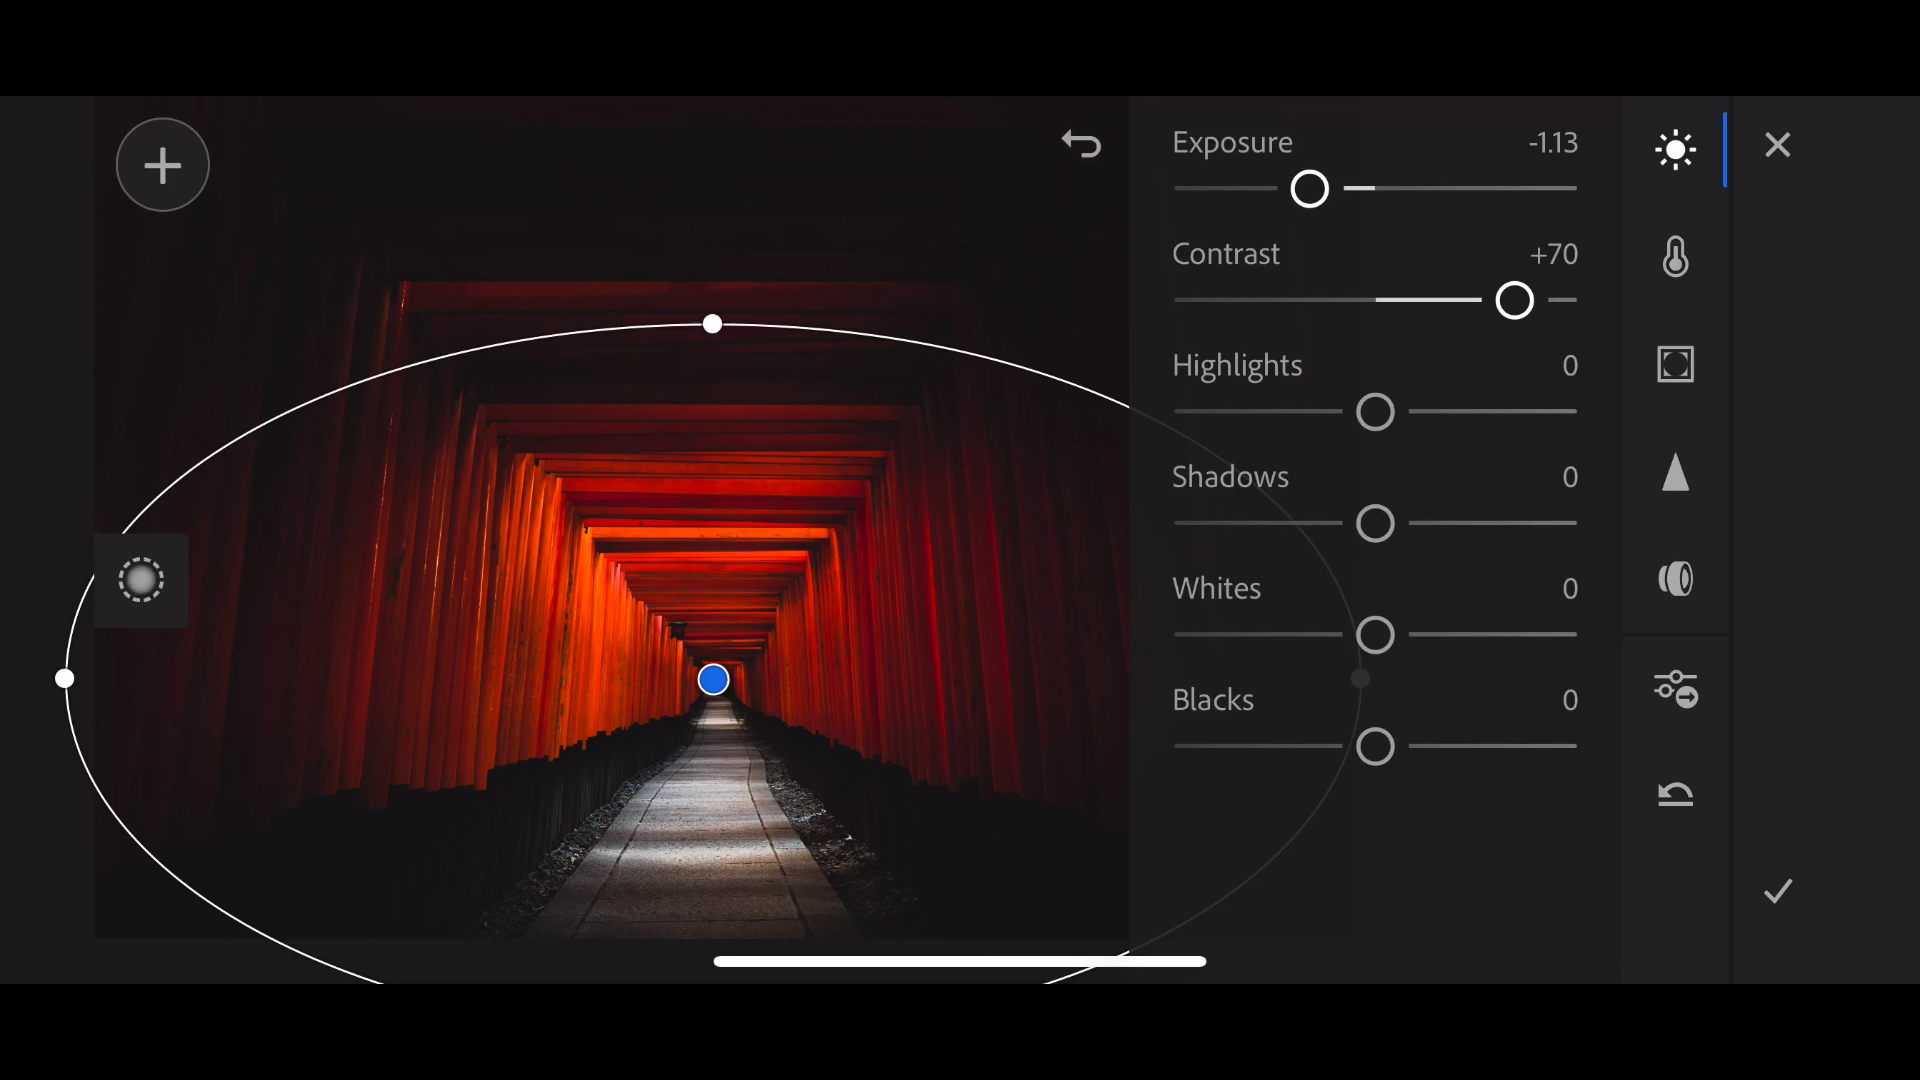 Exposure -1.13
Contrast +70
Highlights 0
Shadows 0
Whites 0
Blacks 0